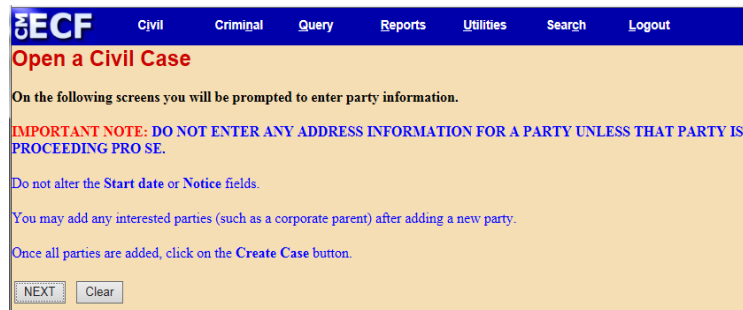 CM ECF Civil Criminal Query Reports Utilities Search Logout
Open a Civil Case
On the following screens you will be prompted to enter party information.
IMPORTANT NOTE: DO NOT ENTER ANY ADDRESS INFORMATION FOR A PARTY UNLESS THAT PARTY IS
PROCEEDING PRO SE.
Do not alter the Start date or Notice fields.
You may add any interested parties (such as a corporate parent) after adding a new party.
Once all parties are added, click on the Create Case button.
NEXT Clear